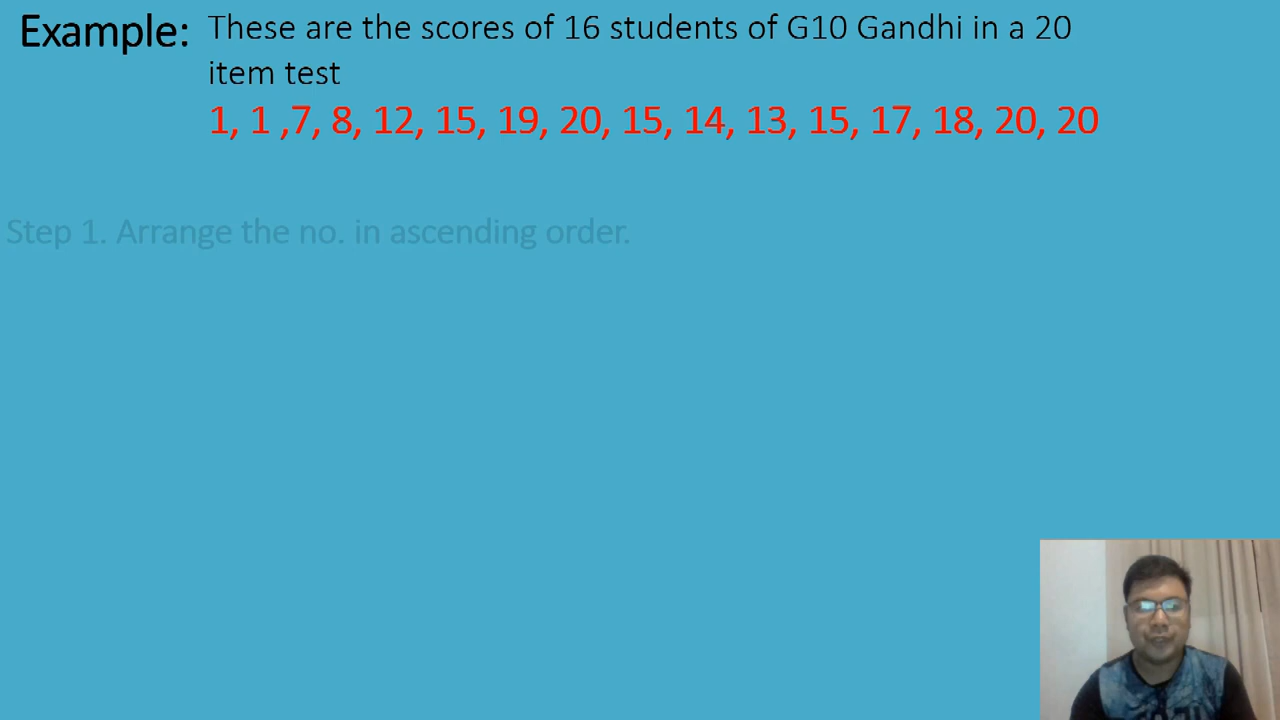 Example: These are the scores of 16 students of G10 Gandhi in a 20
item test
1, 1 ,7, 8, 12, 15, 19, 20, 15, 14, 13, 15, 17, 18, 20, 20
Step 1. Arrange the no. in ascending order.